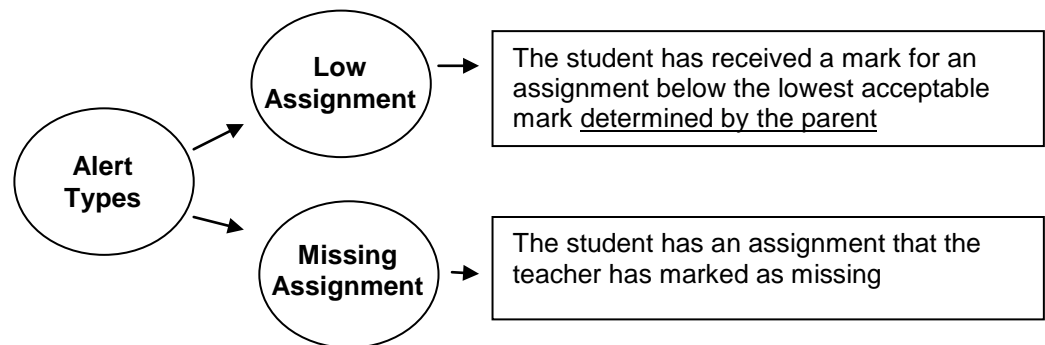 Alert
Types
Low
Assignment
The student has received a mark for an
assignment below the lowest acceptable
mark determined by the parent
Missing
Assignment
The student has an assignment that the
teacher has marked as missing